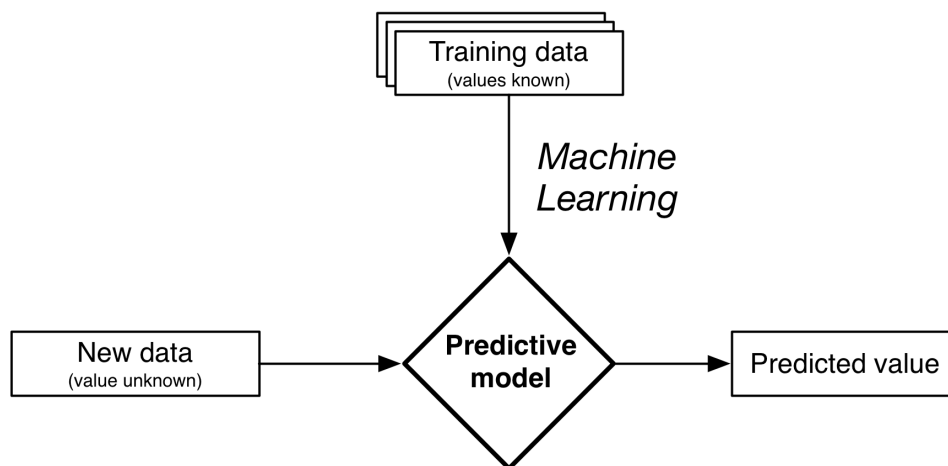 Training data
(values known)
Machine
Learning
New data
(value unknown)
Predictive
model
Predicted value